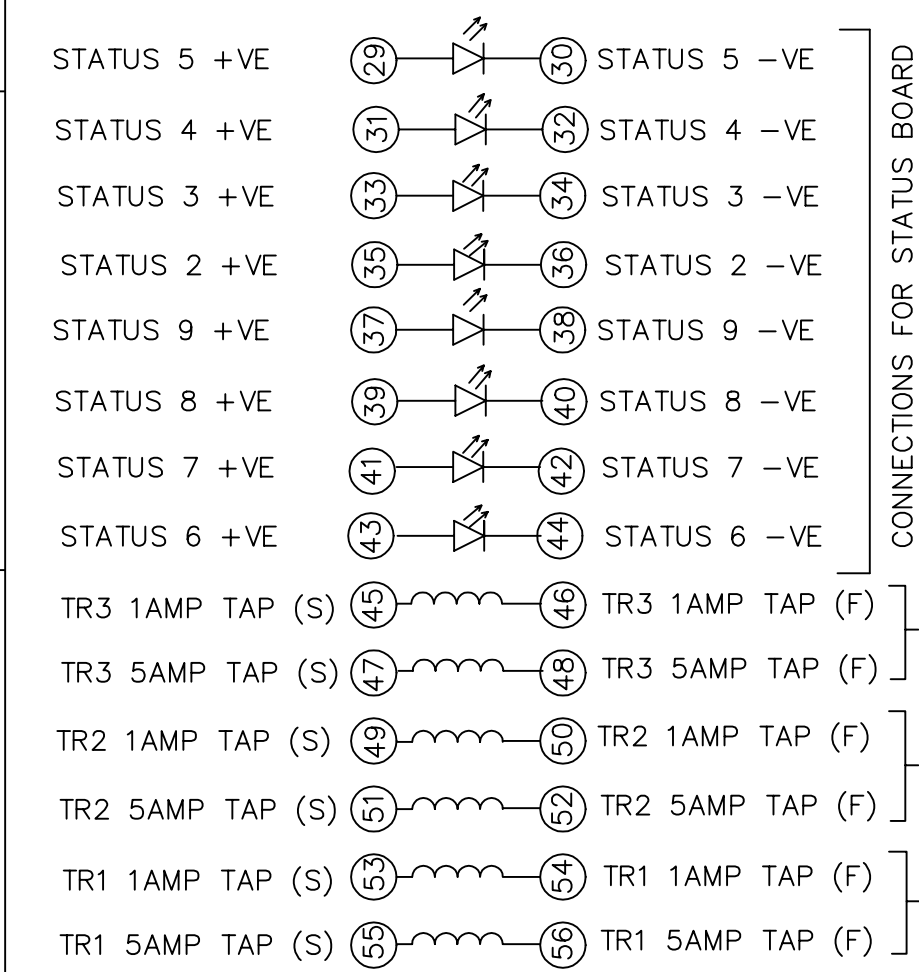 STATUS 5 +VE 29 30 STATUS 5 -VE
STATUS 4 +VE 31 32 STATUS 4 -VE
STATUS 3 +VE 33 34 STATUS 3 -VE
STATUS 2 +VE 35 36 STATUS 2 -VE
STATUS 9 +VE 37 38 STATUS 9 -VE
STATUS 8 +VE 39 40 STATUS 8 -VE
STATUS 7 +VE 41 42 STATUS 7 -VE
STATUS 6 +VE 43 44 STATUS 6 -VE
CONNECTIONS FOR STATUS BOARD
TR3 1AMP TAP (S) 45 46 TR3 1AMP TAP (F)
TR3 5AMP TAP (S) 47 48 TR3 5AMP TAP (F)
TR2 1AMP TAP (S) 49 50 TR2 1AMP TAP (F)
TR2 5AMP TAP (S) 51 52 TR2 5AMP TAP (F)
TR1 1AMP TAP (S) 53 54 TR1 1AMP TAP (F)
TR1 5AMP TAP (S) 55 56 TR1 5AMP TAP (F)